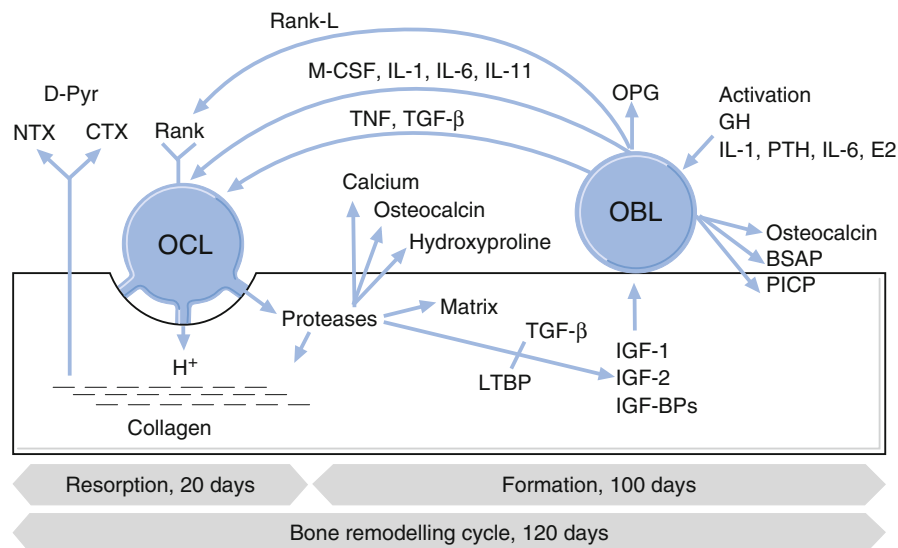 Rank-L
M-CSF, IL-1, IL-6, IL-11
TNF, TGF-β
D-Pyr
NTX
CTX
Rank
OPG
Activation
GH
IL-1, PTH, IL-6, E2
OCL
OBL
Calcium
Osteocalcin
Hydroxyproline
Osteocalcin
BSAP
PICP
Proteases
Matrix
TGF-β
LTBP
IGF-1
IGF-2
IGF-BPs
H+
Collagen
Resorption, 20 days
Formation, 100 days
Bone remodelling cycle, 120 days